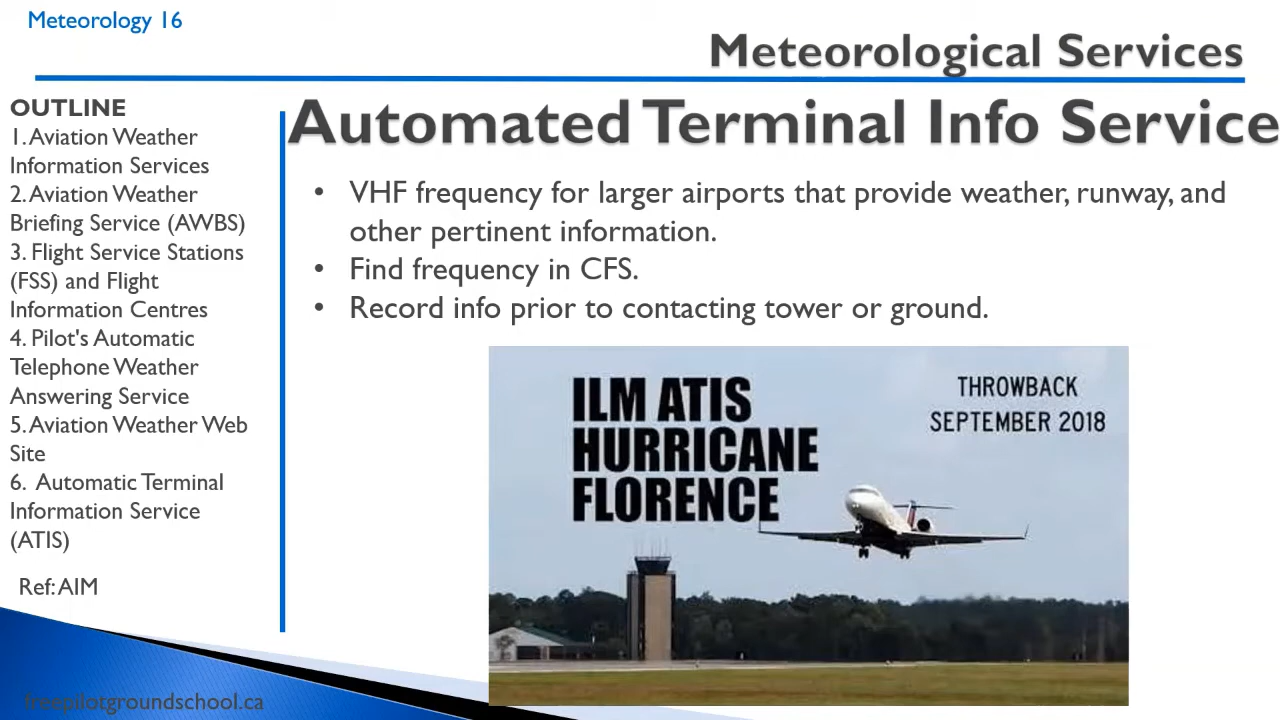 Meteorology 16
Meteorological Services
OUTLINE
1. Aviation Weather
Information Services
2. Aviation Weather
Briefing Service (AWBS)
3. Flight Service Stations
(FSS) and Flight
Information Centres
4. Pilot's Automatic
Telephone Weather
Answering Service
5. Aviation Weather Web
Site
6. Automatic Terminal
Information Service
(ATIS)
Ref: AIM
freepilotgroundschool.ca
Automated Terminal Info Service
• VHF frequency for larger airports that provide weather, runway, and
other pertinent information.
• Find frequency in CFS.
• Record info prior to contacting tower or ground.
ILM ATIS
HURRICANE
FLORENCE
THROWBACK
SEPTEMBER 2018